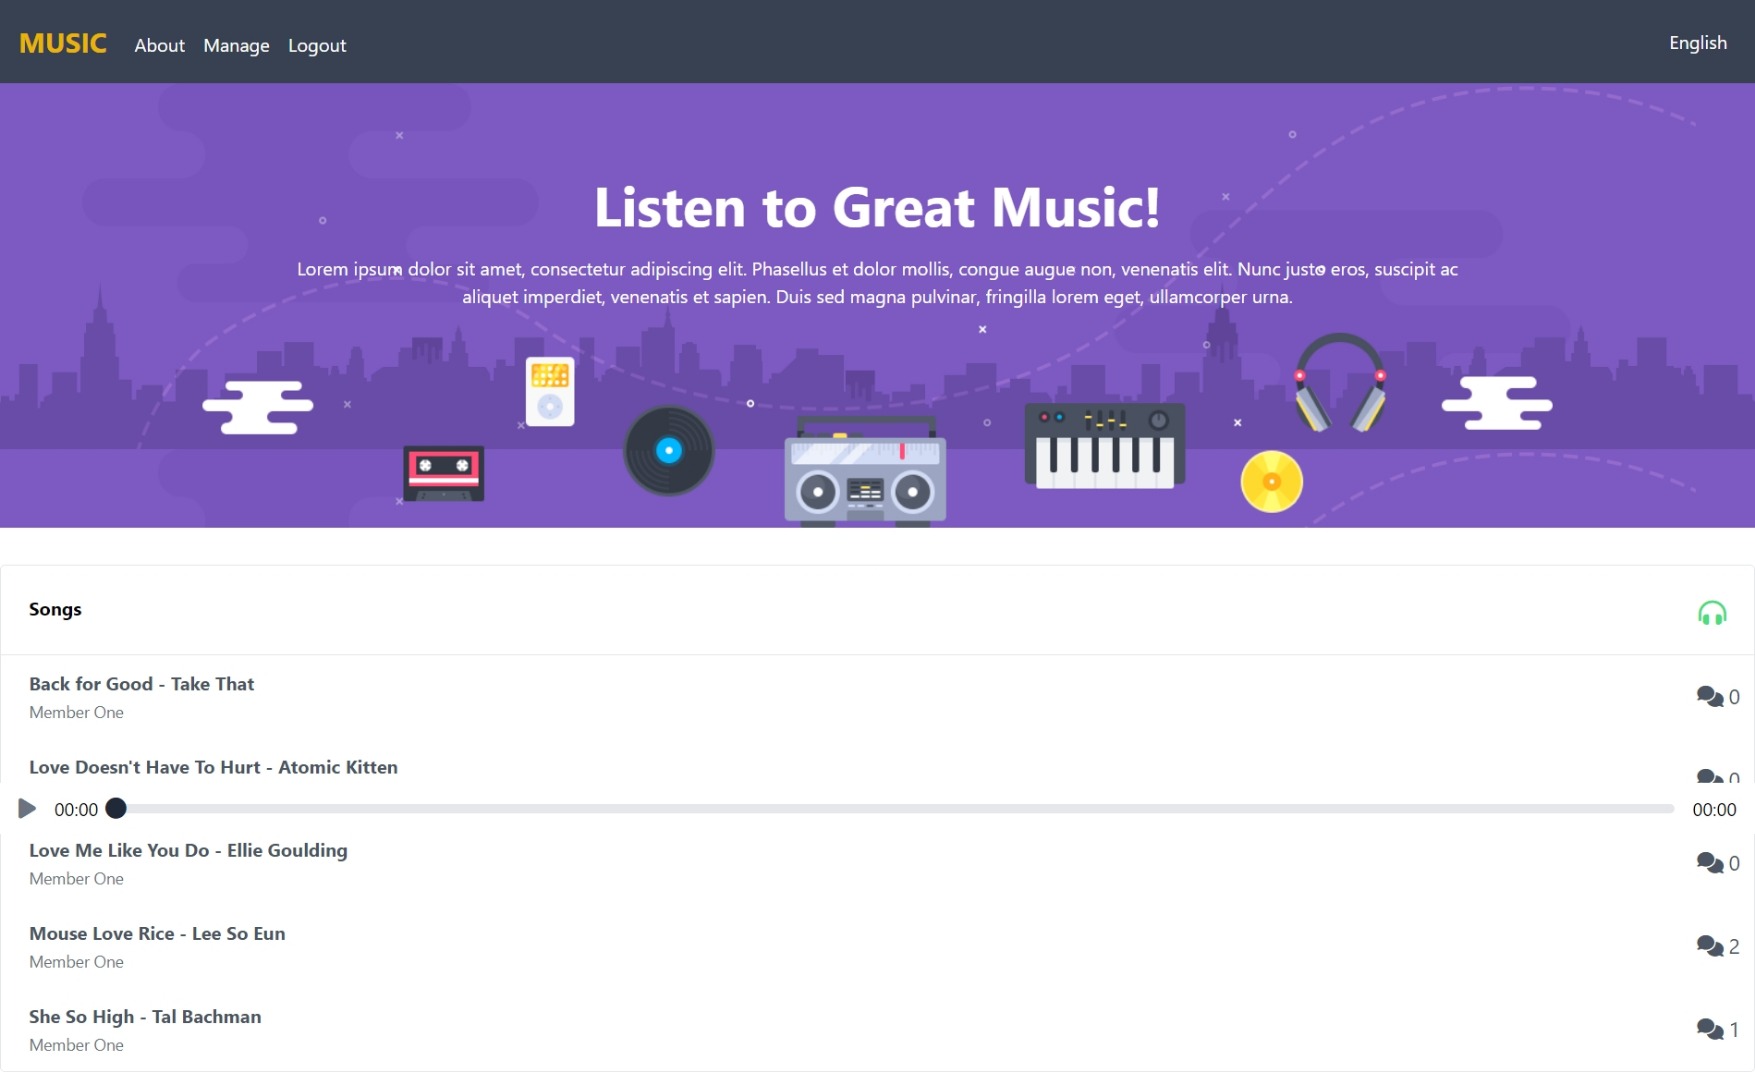 MUSIC About Manage Logout English
Listen to Great Music!
Lorem ipsum dolor sit amet, consectetur adipiscing elit. Phasellus et dolor mollis, congue augue non, venenatis elit. Nunc justo eros, suscipit ac
aliquet imperdiet, venenatis et sapien. Duis sed magna pulvinar, fringilla lorem eget, ullamcorper urna.
Songs
Back for Good - Take That
0
Member One
Love Doesn't Have To Hurt - Atomic Kitten
0
00:00 00:00
Love Me Like You Do - Ellie Goulding
0
Member One
Mouse Love Rice - Lee So Eun
2
Member One
She So High - Tal Bachman
1
Member One